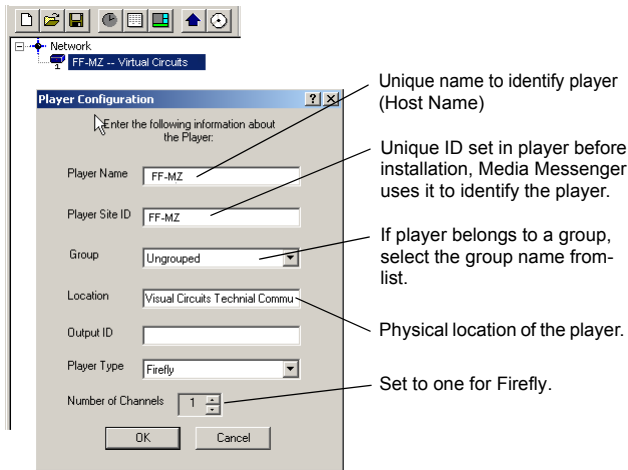 Network
1
FF-MZ -- Virtual Circuits
Player Configuration
Enter the following information about
the Player:
Player Name
FF-MZ
Player Site ID
FF-MZ
Group
Ungrouped
Location
Visual Circuits Technial Commu
Output ID
Player Type
Firefly
Number of Channels
1
OK
Cancel
Unique name to identify player
(Host Name)
Unique ID set in player before
installation, Media Messenger
uses it to identify the player.
If player belongs to a group,
select the group name from-
list.
Physical location of the player.
Set to one for Firefly.